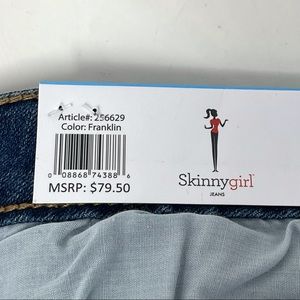 Article#: 256629
Color: Franklin
0 08868 74388 6
MSRP: $79.50
Skinnygirl
JEANS